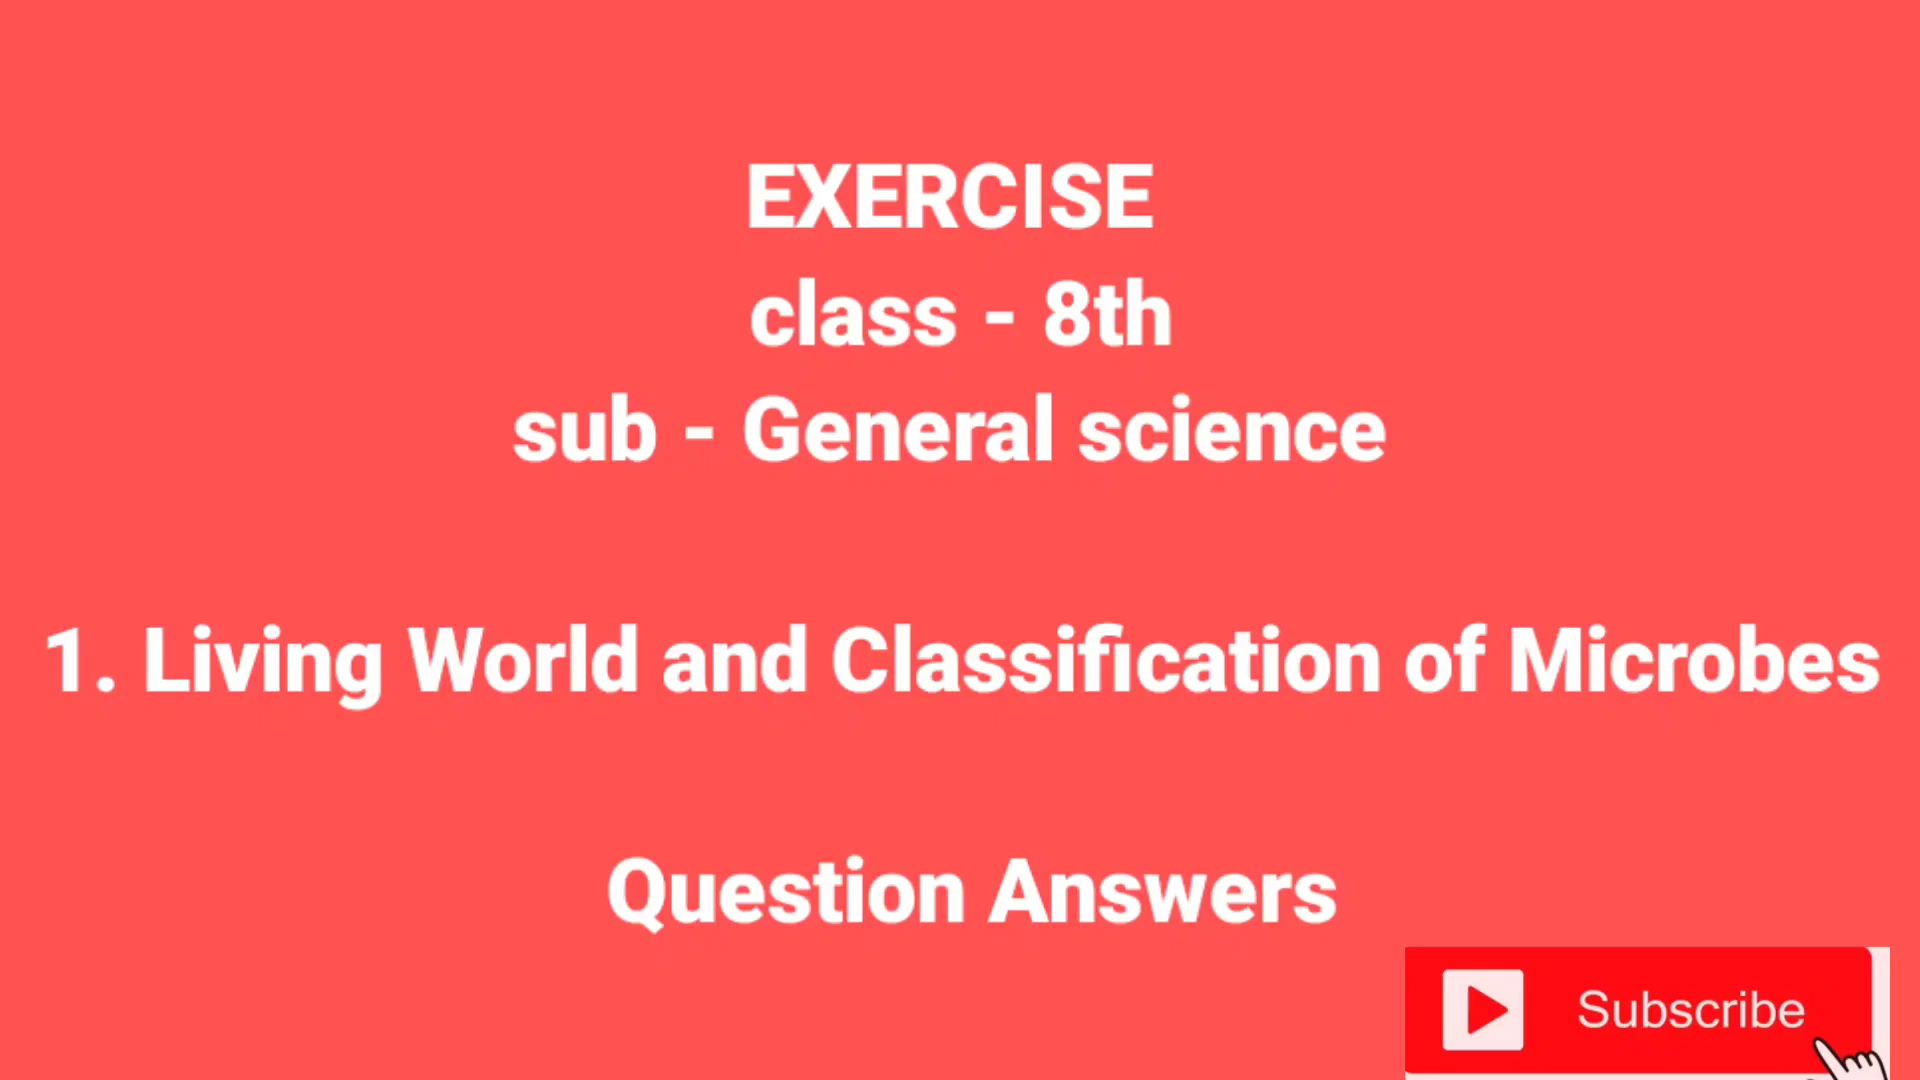 EXERCISE
class - 8th
sub - General science
1. Living World and Classification of Microbes
Question Answers
Subscribe